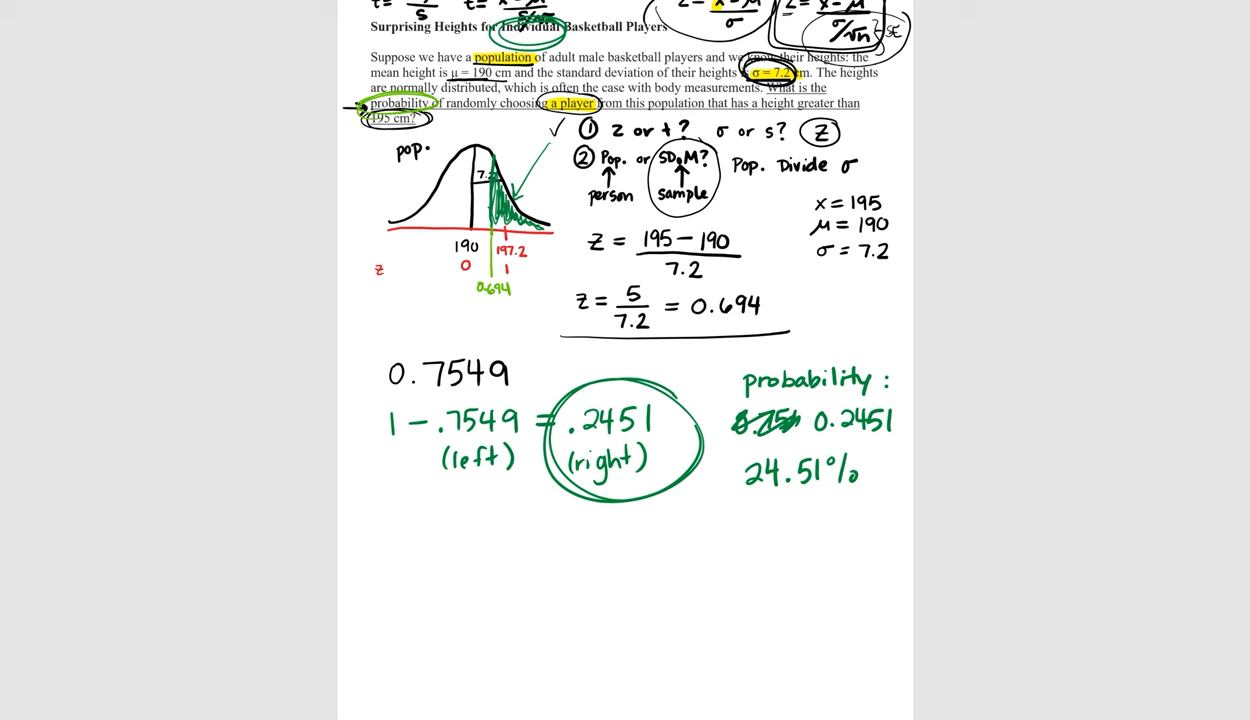 Surprising Heights for Individual Basketball Players
Suppose we have a population of adult male basketball players and we know their heights: the
mean height is μ = 190 cm and the standard deviation of their heights is σ = 7.2 cm. The heights
are normally distributed, which is often the case with body measurements. What is the
probability of randomly choosing a player from this population that has a height greater than
195 cm?
σ
σ/√n
SE
① z or t? σ or s? Z
② Pop. or SDoM? Pop. Divide σ
person sample
pop.
7.2
190 197.2
z 0 1
0.694
x = 195
μ = 190
σ = 7.2
z = 195 - 190
7.2
z = 5 = 0.694
7.2
0.7549
1 - .7549 = .2451
(left) (right)
probability:
0.2451
24.51%